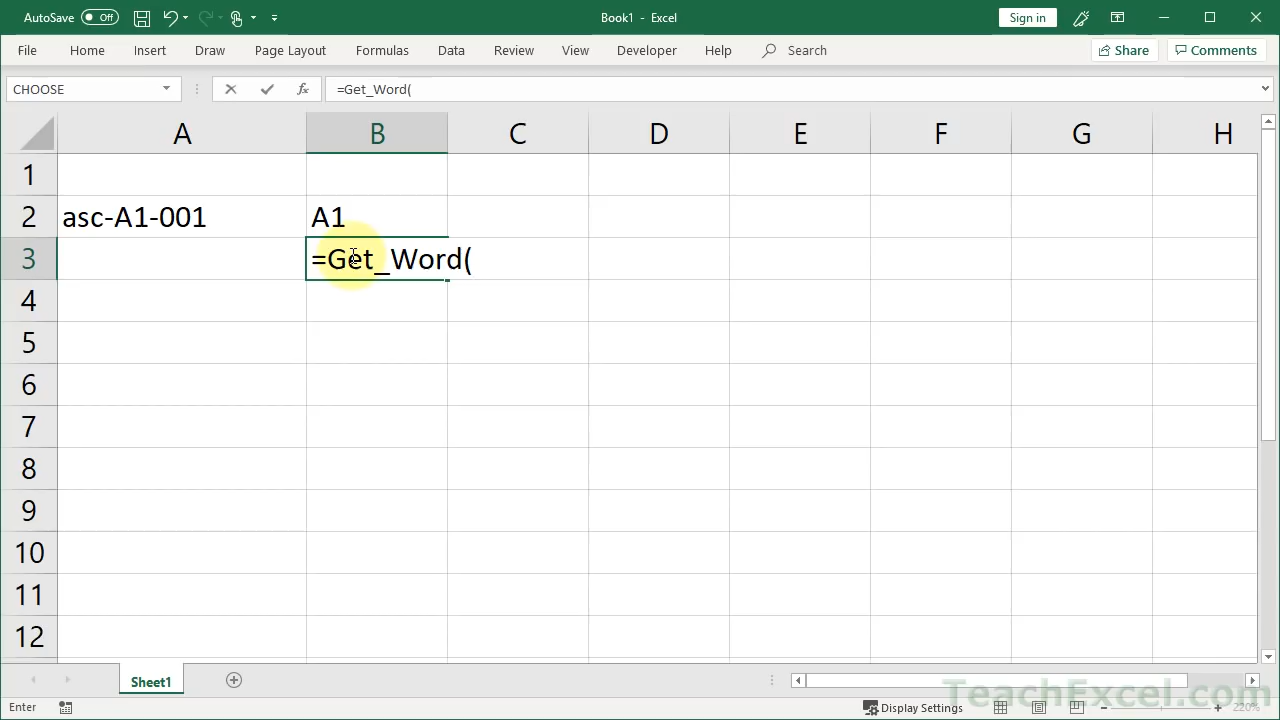 AutoSave Off Book1 - Excel Sign in
File Home Insert Draw Page Layout Formulas Data Review View Developer Help Search Share Comments
CHOOSE fx =Get_Word(
A B C D E F G H
1
2 asc-A1-001 A1
3 =Get_Word(
4
5
6
7
8
9
10
11
12
Sheet1
TeachExcel.com
Enter Display Settings 220%